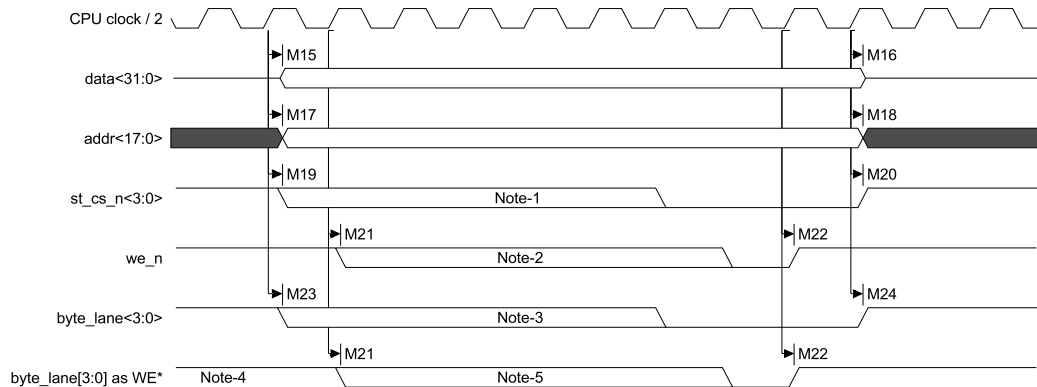 CPU clock / 2
M15 M16
data<31:0>
M17 M18
addr<17:0>
M19 M20
st_cs_n<3:0> Note-1
M21 M22
we_n Note-2
M23 M24
byte_lane<3:0> Note-3
M21 M22
byte_lane[3:0] as WE* Note-4 Note-5